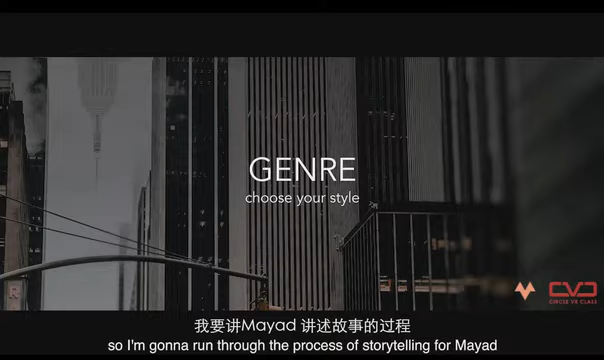 GENRE
choose your style
CVC
CIRCLE VR CLASS
我要讲Mayad 讲述故事的过程
so I'm gonna run through the process of storytelling for Mayad